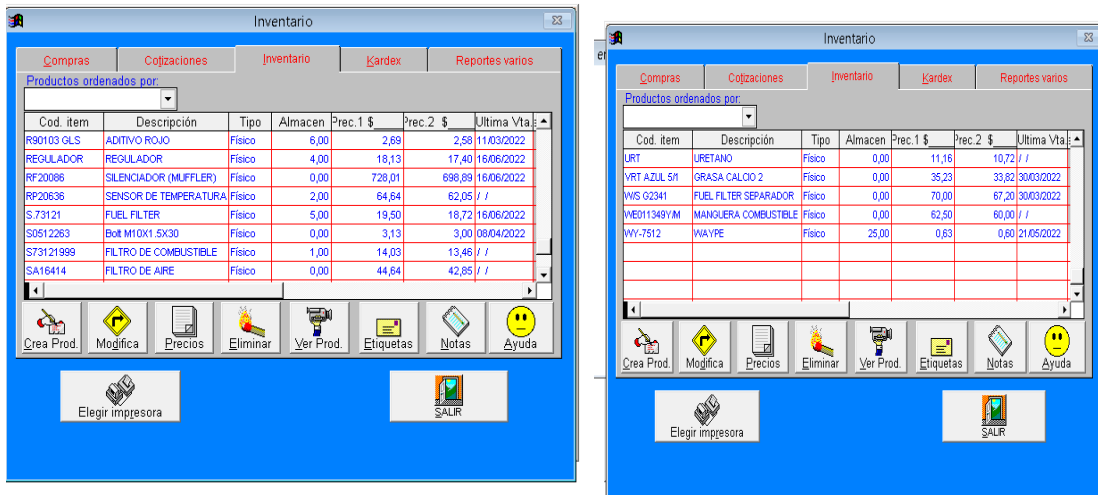 Inventario
Compras Cotizaciones Inventario Kardex Reportes varios
Productos ordenados por:
Cod. item Descripción Tipo Almacen Prec.1 $ Prec.2 $ Ultima Vta.
R90103 GLS ADITIVO ROJO Físico 6,00 2,69 2,58 11/03/2022
REGULADOR REGULADOR Físico 4,00 18,13 17,40 16/06/2022
RF20086 SILENCIADOR (MUFFLER) Físico 0,00 728,01 698,89 16/06/2022
RP20636 SENSOR DE TEMPERATURA Físico 2,00 64,64 62,05 / /
S.73121 FUEL FILTER Físico 5,00 19,50 18,72 16/06/2022
S0512263 Bolt M10X1.5X30 Físico 0,00 3,13 3,00 08/04/2022
S73121999 FILTRO DE COMBUSTIBLE Físico 1,00 14,03 13,46 / /
SA16414 FILTRO DE AIRE Físico 0,00 44,64 42,85 / /
Crea Prod. Modifica Precios Eliminar Ver Prod. Etiquetas Notas Ayuda
Elegir impresora SALIR
Inventario
Compras Cotizaciones Inventario Kardex Reportes varios
Productos ordenados por:
Cod. item Descripción Tipo Almacen Prec.1 $ Prec.2 $ Ultima Vta.
URT URETANO Físico 0,00 11,16 10,72 / /
VRT AZUL 5/1 GRASA CALCIO 2 Físico 0,00 35,23 33,82 30/03/2022
W/S G2341 FUEL FILTER SEPARADOR Físico 0,00 70,00 67,20 30/03/2022
WE011349Y/M MANGUERA COMBUSTIBLE Físico 0,00 62,50 60,00 / /
WY-7512 WAYPE Físico 25,00 0,63 0,60 21/05/2022
Crea Prod. Modifica Precios Eliminar Ver Prod. Etiquetas Notas Ayuda
Elegir impresora SALIR